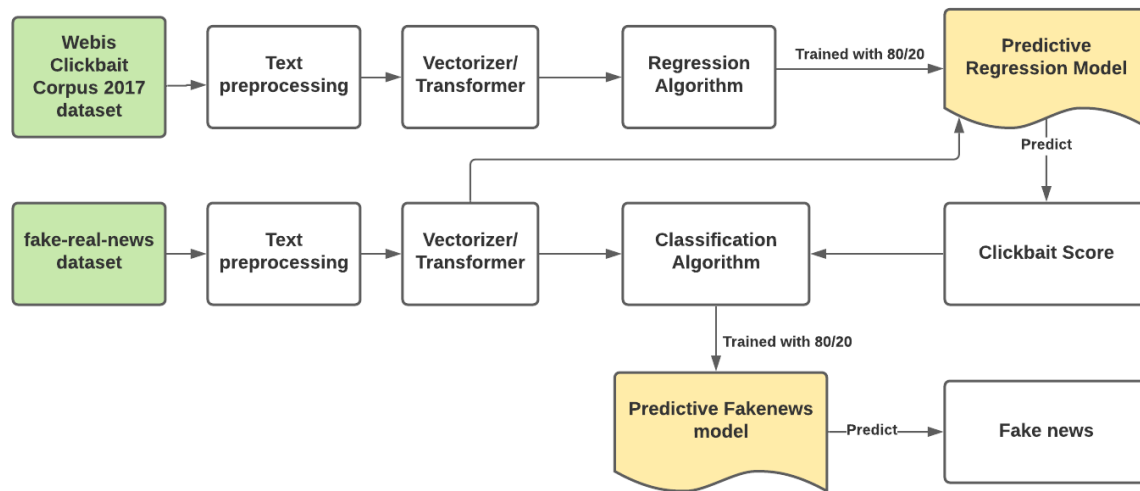 Webis
Clickbait
Corpus 2017
dataset
Text
preprocessing
Vectorizer/
Transformer
Regression
Algorithm
Trained with 80/20
Predictive
Regression Model
Predict
fake-real-news
dataset
Text
preprocessing
Vectorizer/
Transformer
Classification
Algorithm
Clickbait Score
Trained with 80/20
Predictive Fakenews
model
Predict
Fake news